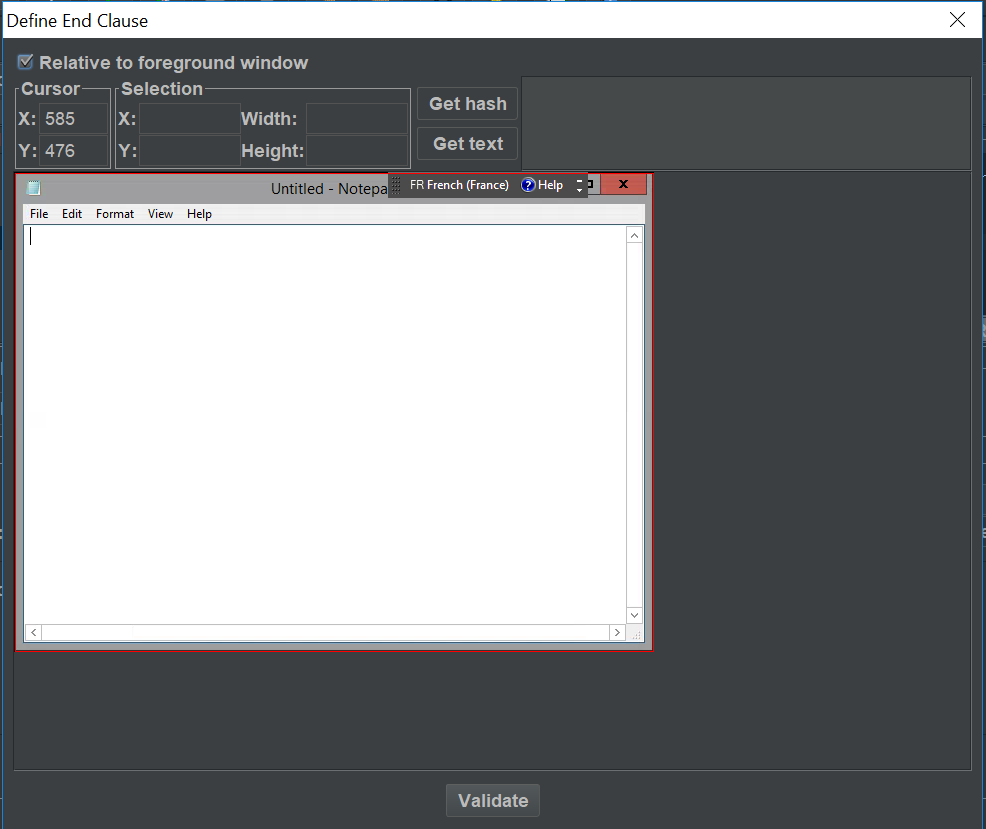 Define End Clause
Relative to foreground window
Cursor
Selection
X: 585
X:
Width:
Get hash
Y: 476
Y:
Height:
Get text
Untitled - Notepa
FR French (France)
? Help
x
File Edit Format View Help
Validate